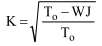 K = √((T₀ − WJ) / T₀)